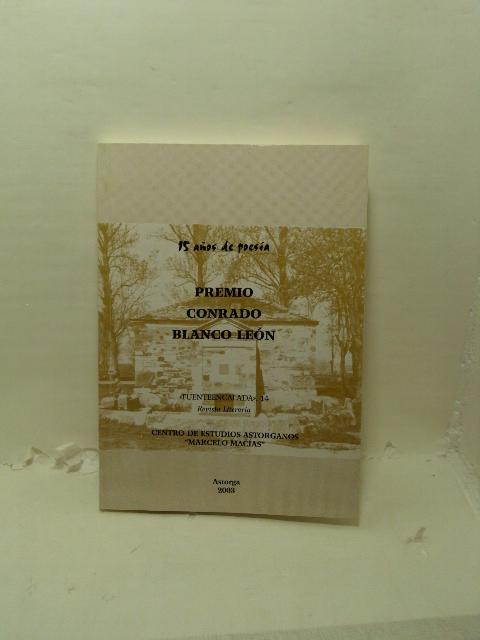 15 años de poesía
PREMIO
CONRADO
BLANCO LEÓN
«FUENTEENCALADA», 14
Revista Literaria
CENTRO DE ESTUDIOS ASTORGANOS
"MARCELO MACÍAS"
Astorga
2003